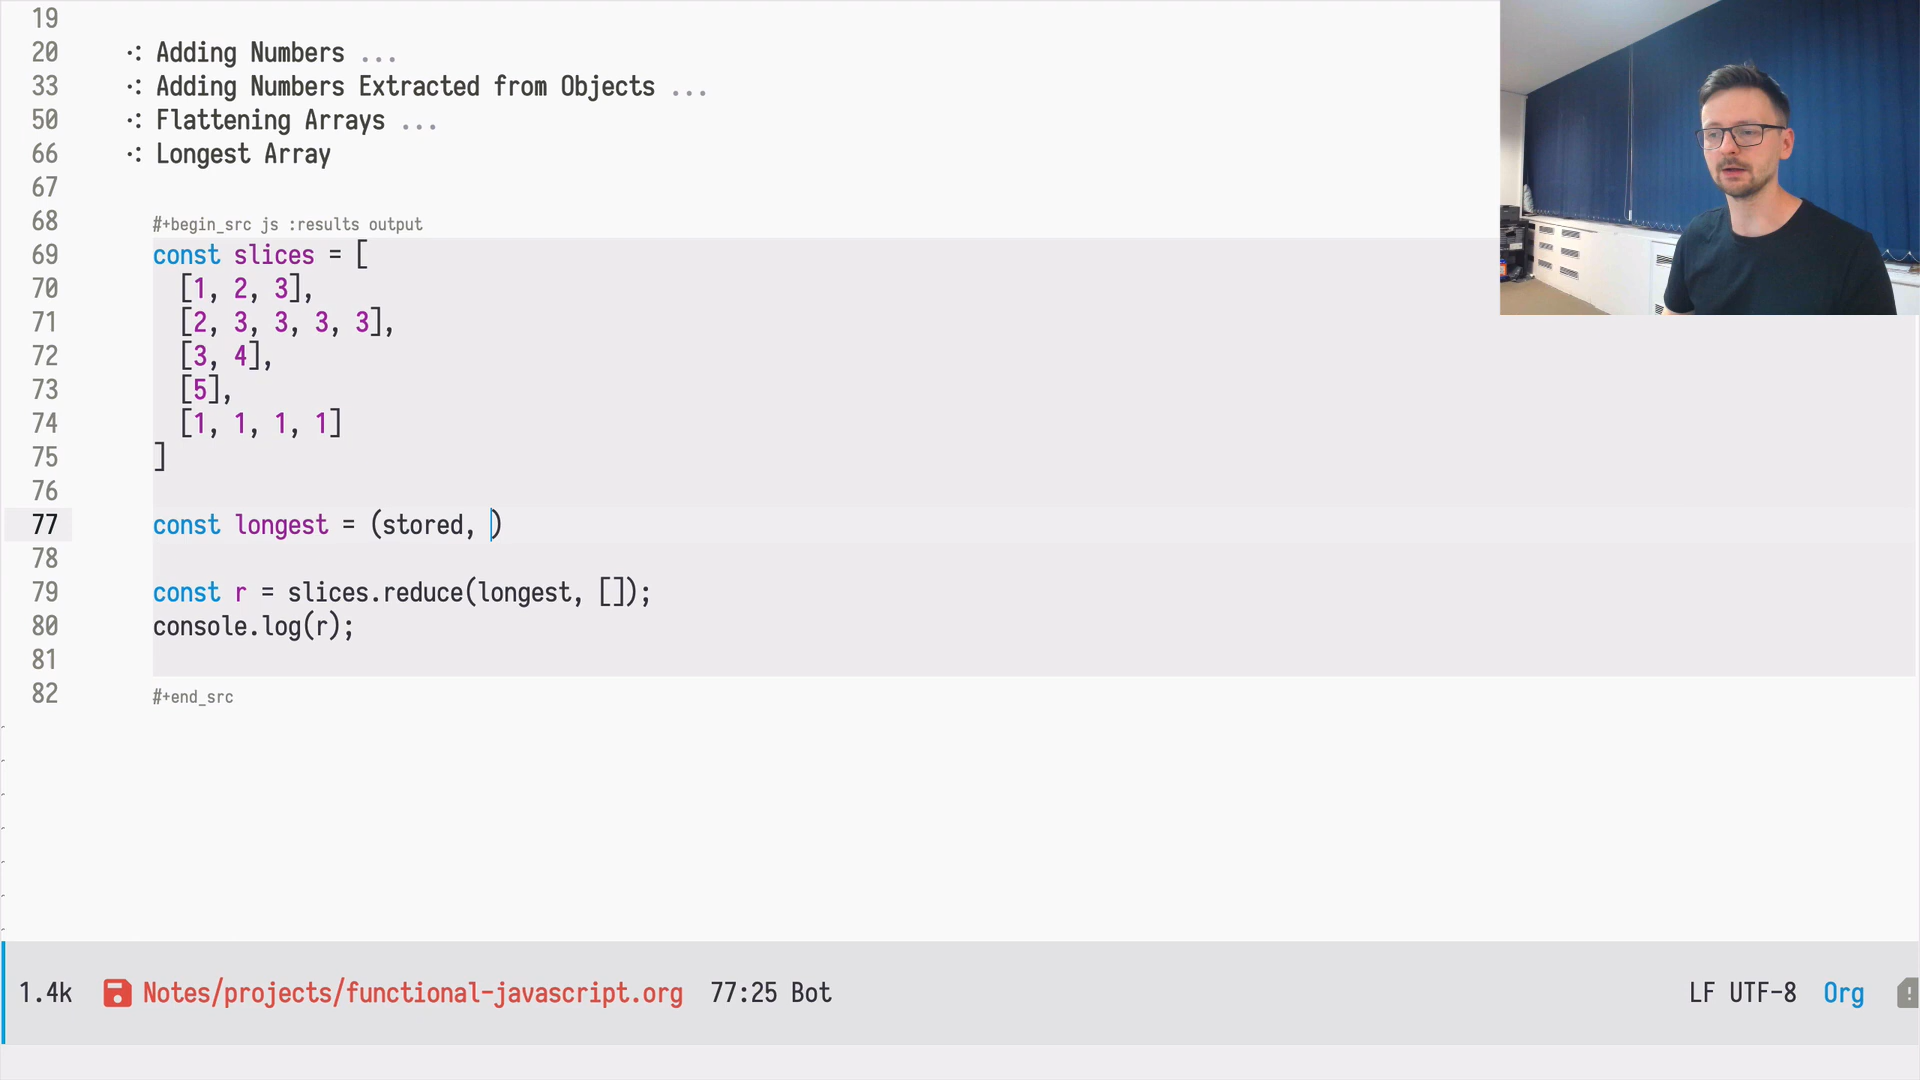 19
20 ·: Adding Numbers ...
33 ·: Adding Numbers Extracted from Objects ...
50 ·: Flattening Arrays ...
66 ·: Longest Array
67
68 #+begin_src js :results output
69 const slices = [
70 [1, 2, 3],
71 [2, 3, 3, 3, 3],
72 [3, 4],
73 [5],
74 [1, 1, 1, 1]
75 ]
76
77 const longest = (stored, )
78
79 const r = slices.reduce(longest, []);
80 console.log(r);
81
82 #+end_src
1.4k Notes/projects/functional-javascript.org 77:25 Bot LF UTF-8 Org